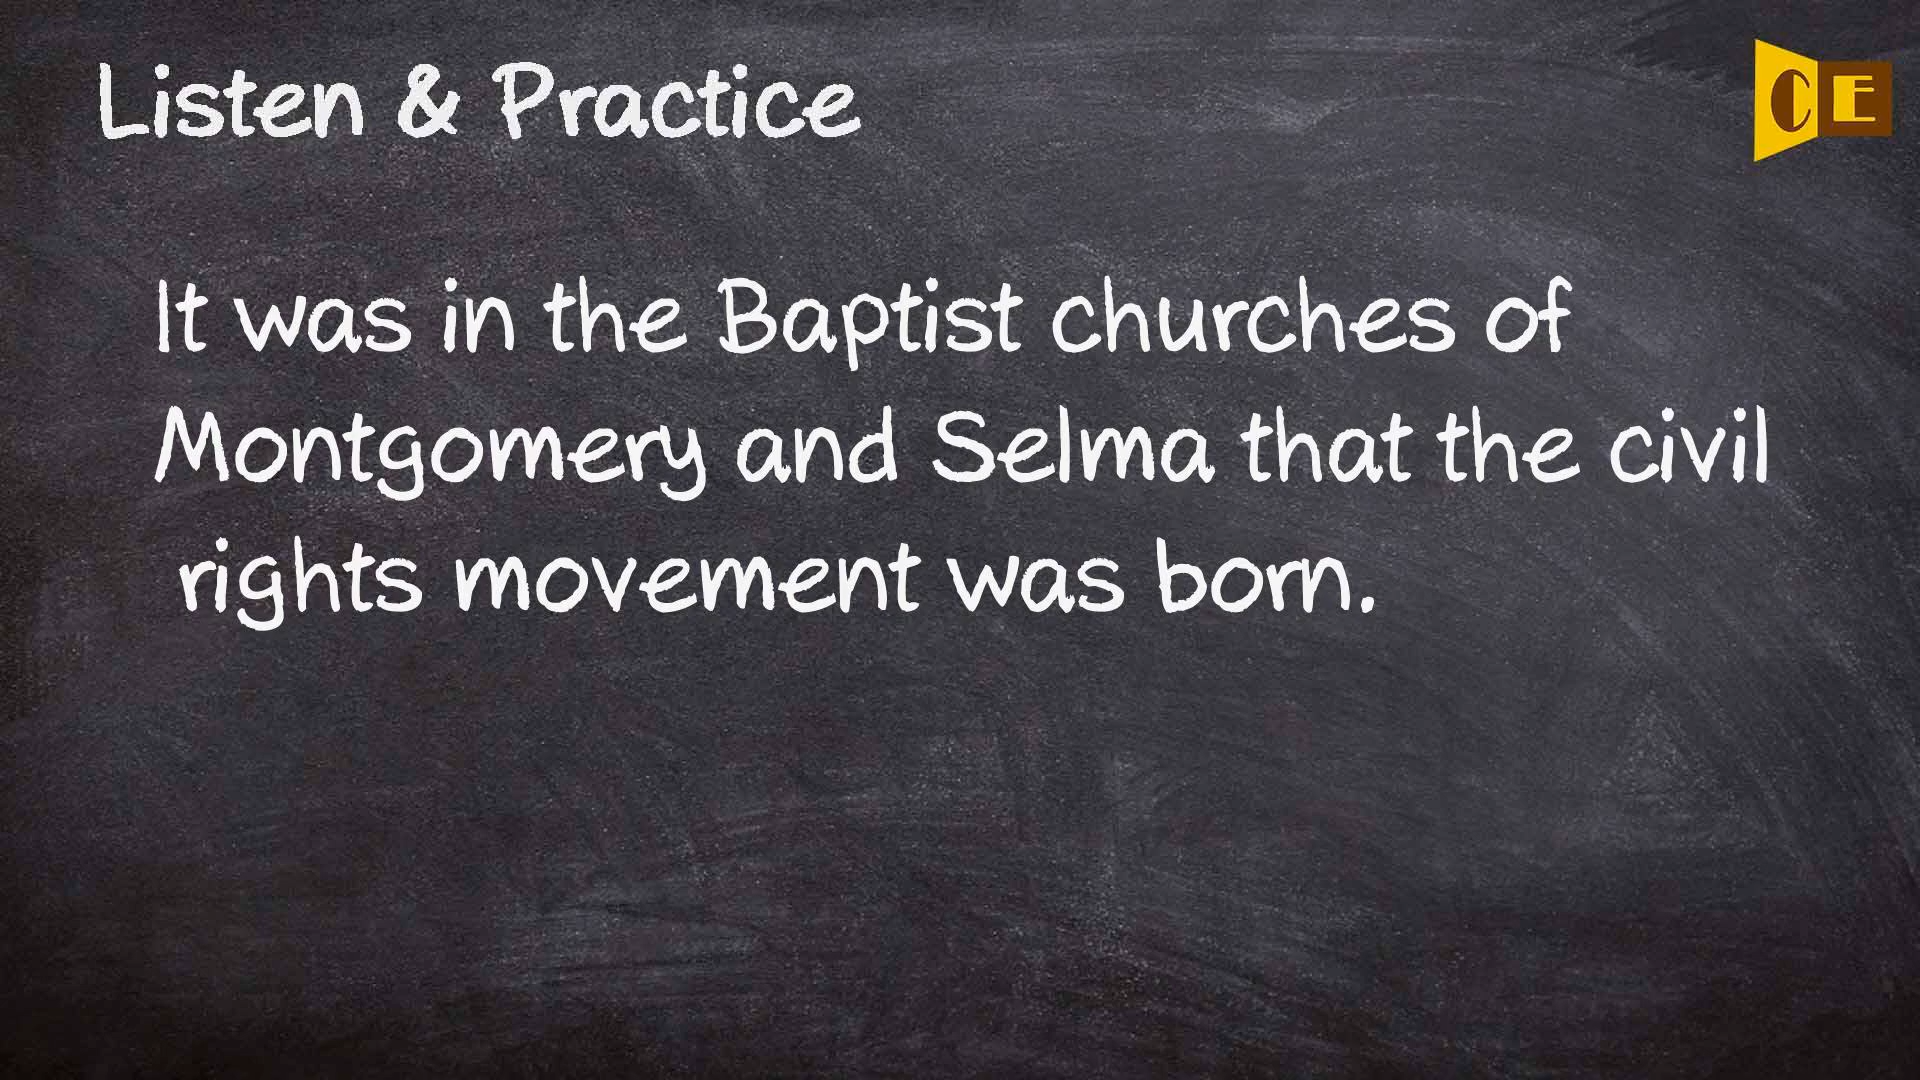 Listen & Practice
CE
It was in the Baptist churches of
Montgomery and Selma that the civil
rights movement was born.